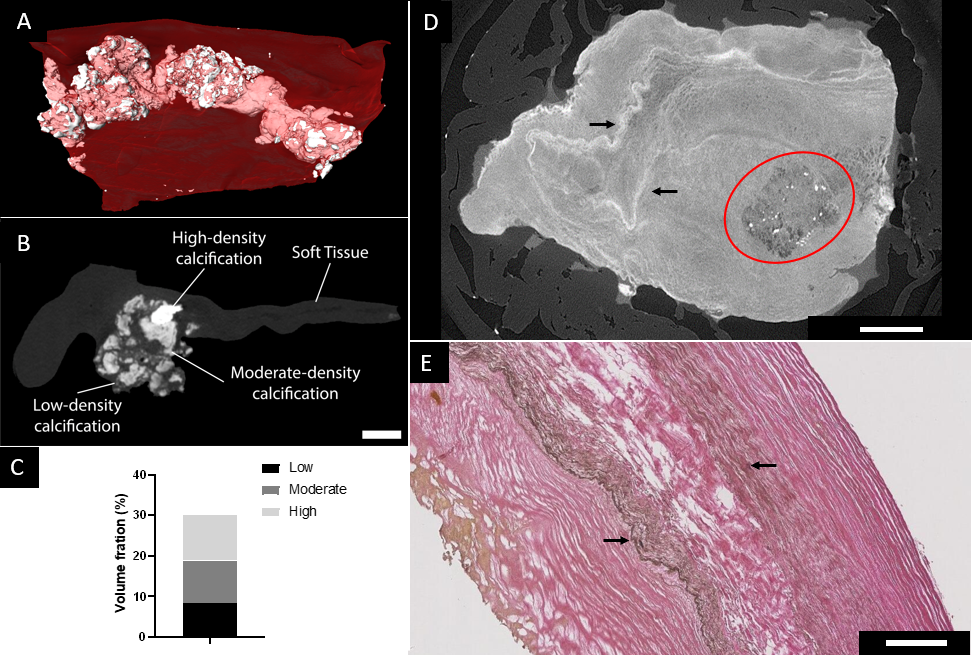 A
B
High-density
calcification
Soft Tissue
Moderate-density
calcification
Low-density
calcification
C
Low
Moderate
High
Volume fration (%)
40
30
20
10
0
D
E